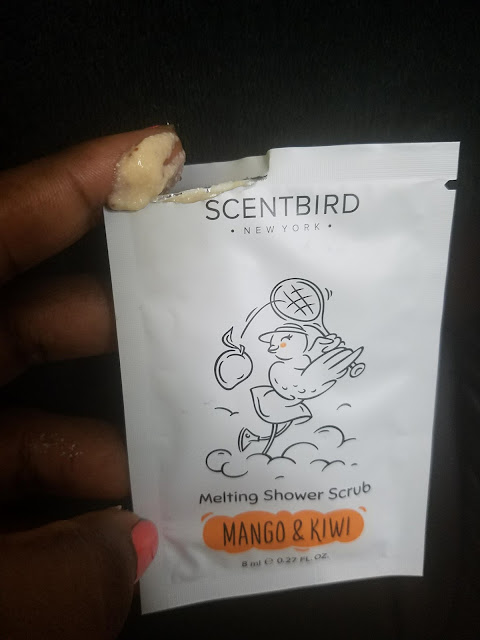 SCENTBIRD
• NEW YORK •
Melting Shower Scrub
MANGO & KIWI
8 ml ℮ 0.27 FL. OZ.